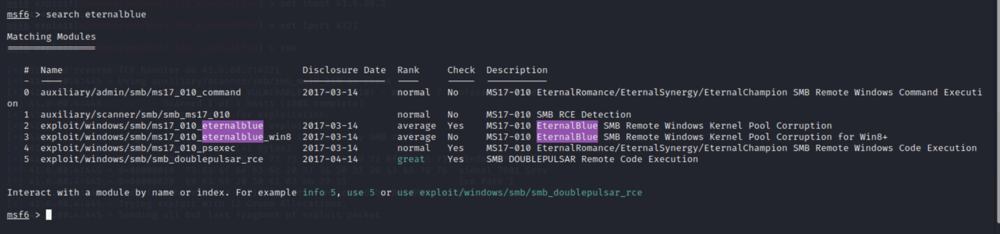 msf6 > search eternalblue
Matching Modules
================
# Name Disclosure Date Rank Check Description
- ---- --------------- ---- ----- -----------
0 auxiliary/admin/smb/ms17_010_command 2017-03-14 normal No MS17-010 EternalRomance/EternalSynergy/EternalChampion SMB Remote Windows Command Executi
on
1 auxiliary/scanner/smb/smb_ms17_010 normal No MS17-010 SMB RCE Detection
2 exploit/windows/smb/ms17_010_eternalblue 2017-03-14 average Yes MS17-010 EternalBlue SMB Remote Windows Kernel Pool Corruption
3 exploit/windows/smb/ms17_010_eternalblue_win8 2017-03-14 average No MS17-010 EternalBlue SMB Remote Windows Kernel Pool Corruption for Win8+
4 exploit/windows/smb/ms17_010_psexec 2017-03-14 normal Yes MS17-010 EternalRomance/EternalSynergy/EternalChampion SMB Remote Windows Code Execution
5 exploit/windows/smb/smb_doublepulsar_rce 2017-04-14 great Yes SMB DOUBLEPULSAR Remote Code Execution
Interact with a module by name or index. For example info 5, use 5 or use exploit/windows/smb/smb_doublepulsar_rce
msf6 >